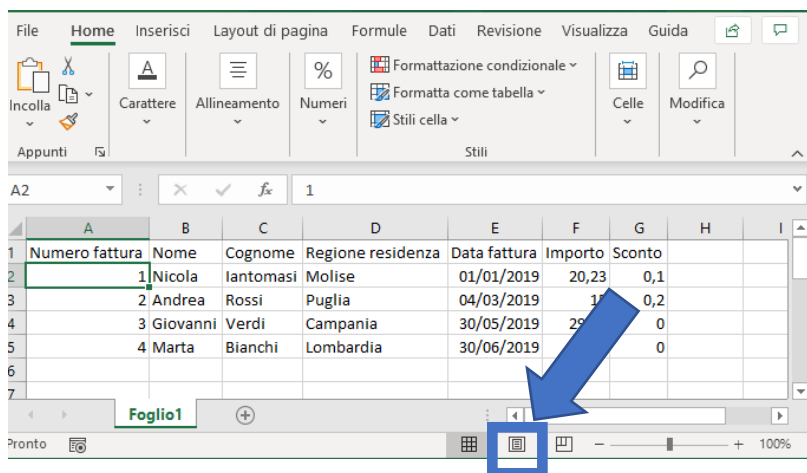 File Home Inserisci Layout di pagina Formule Dati Revisione Visualizza Guida
Incolla Carattere Allineamento Numeri Formattazione condizionale Celle Modifica
Formatta come tabella
Stili cella
Appunti Stili
A2 fx 1
A B C D E F G H I
1 Numero fattura Nome Cognome Regione residenza Data fattura Importo Sconto
2 1 Nicola Iantomasi Molise 01/01/2019 20,23 0,1
3 2 Andrea Rossi Puglia 04/03/2019 0,2
4 3 Giovanni Verdi Campania 30/05/2019 0
5 4 Marta Bianchi Lombardia 30/06/2019 0
6
7
Foglio1
Pronto 100%